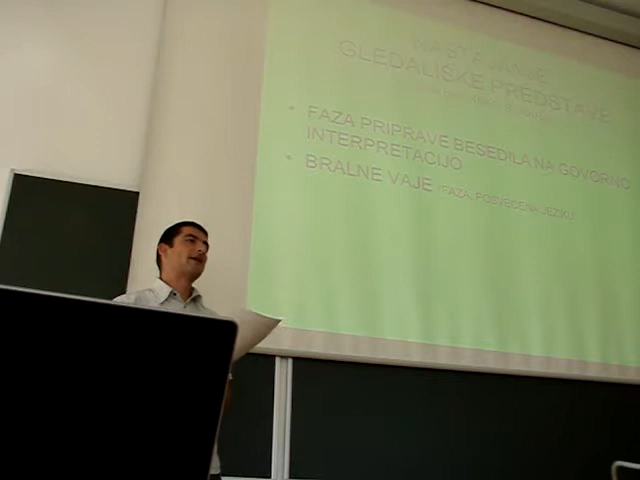 NASTAJANJE
GLEDALIŠKE PREDSTAVE
FAZA PRIPRAVE BESEDILA NA GOVORNO
INTERPRETACIJO
BRALNE VAJE (FAZA, POSVEČENA JEZIKU)